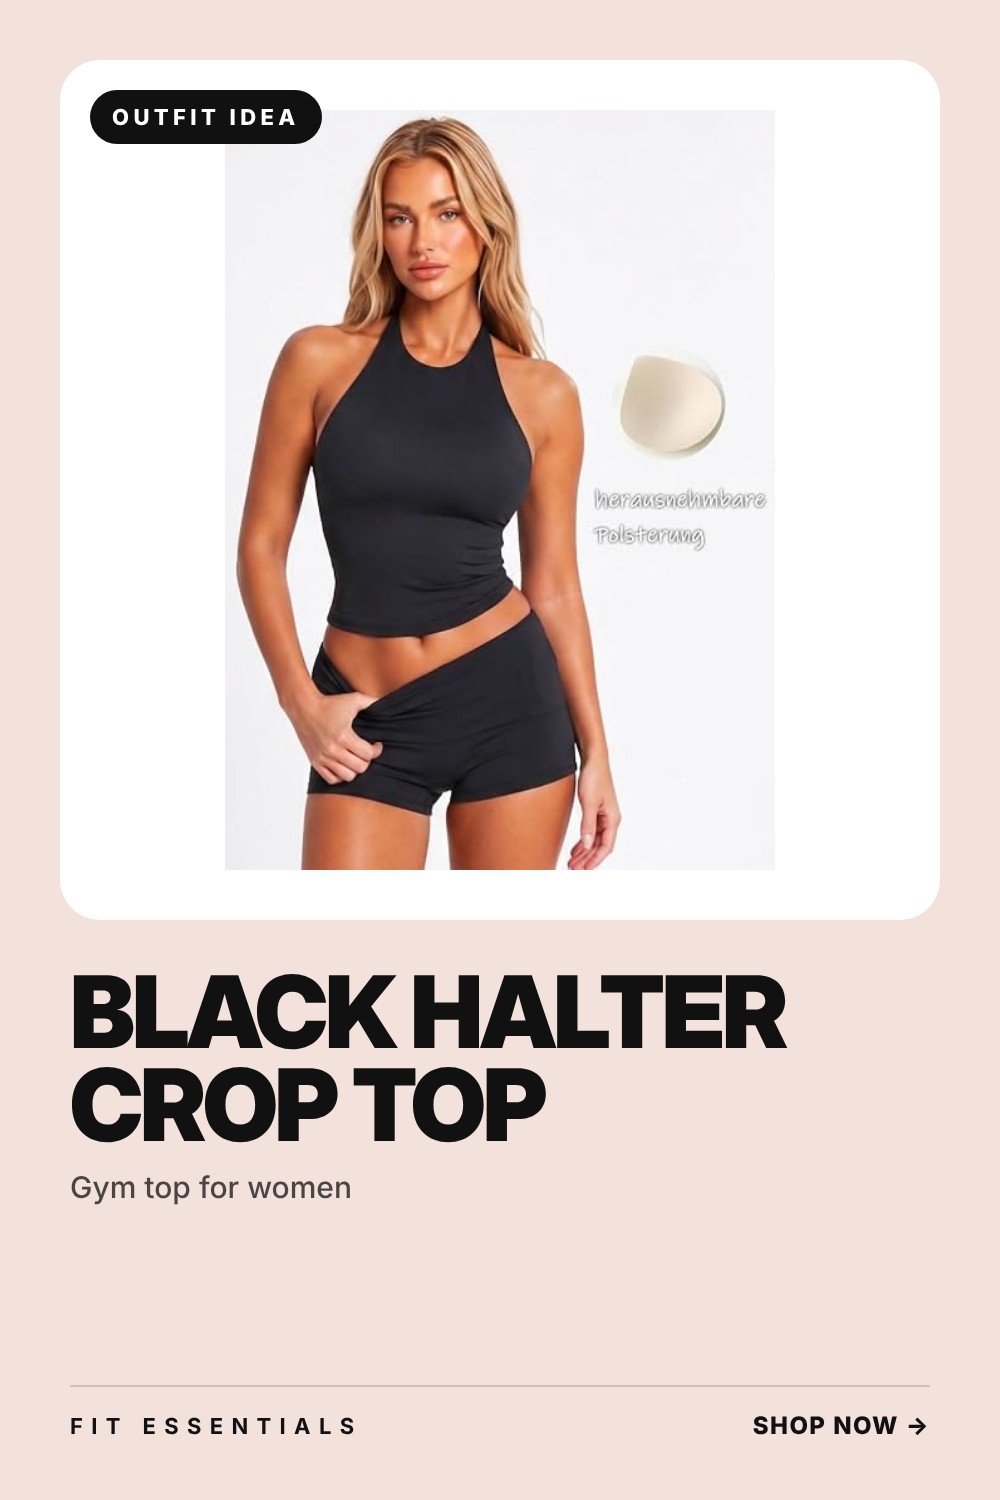 OUTFIT IDEA
herausnehmbare
Polsterung
BLACK HALTER
CROP TOP
Gym top for women
FIT ESSENTIALS
SHOP NOW →